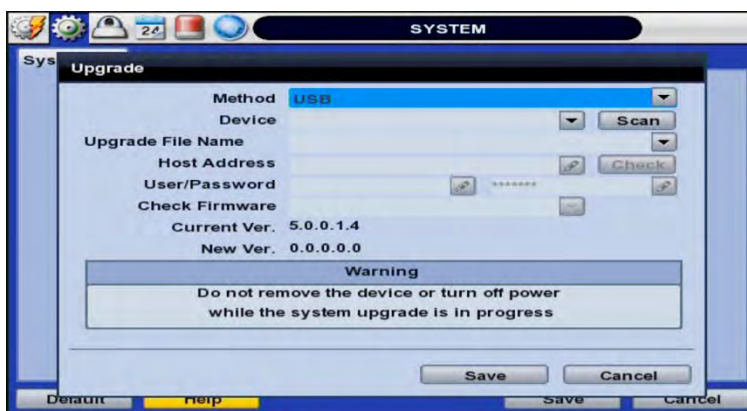 24
SYSTEM
Sys
Upgrade
Method USB
Device Scan
Upgrade File Name
Host Address Check
User/Password *******
Check Firmware
Current Ver. 5.0.0.1.4
New Ver. 0.0.0.0.0
Warning
Do not remove the device or turn off power
while the system upgrade is in progress
Save Cancel
Default Help Save Cancel